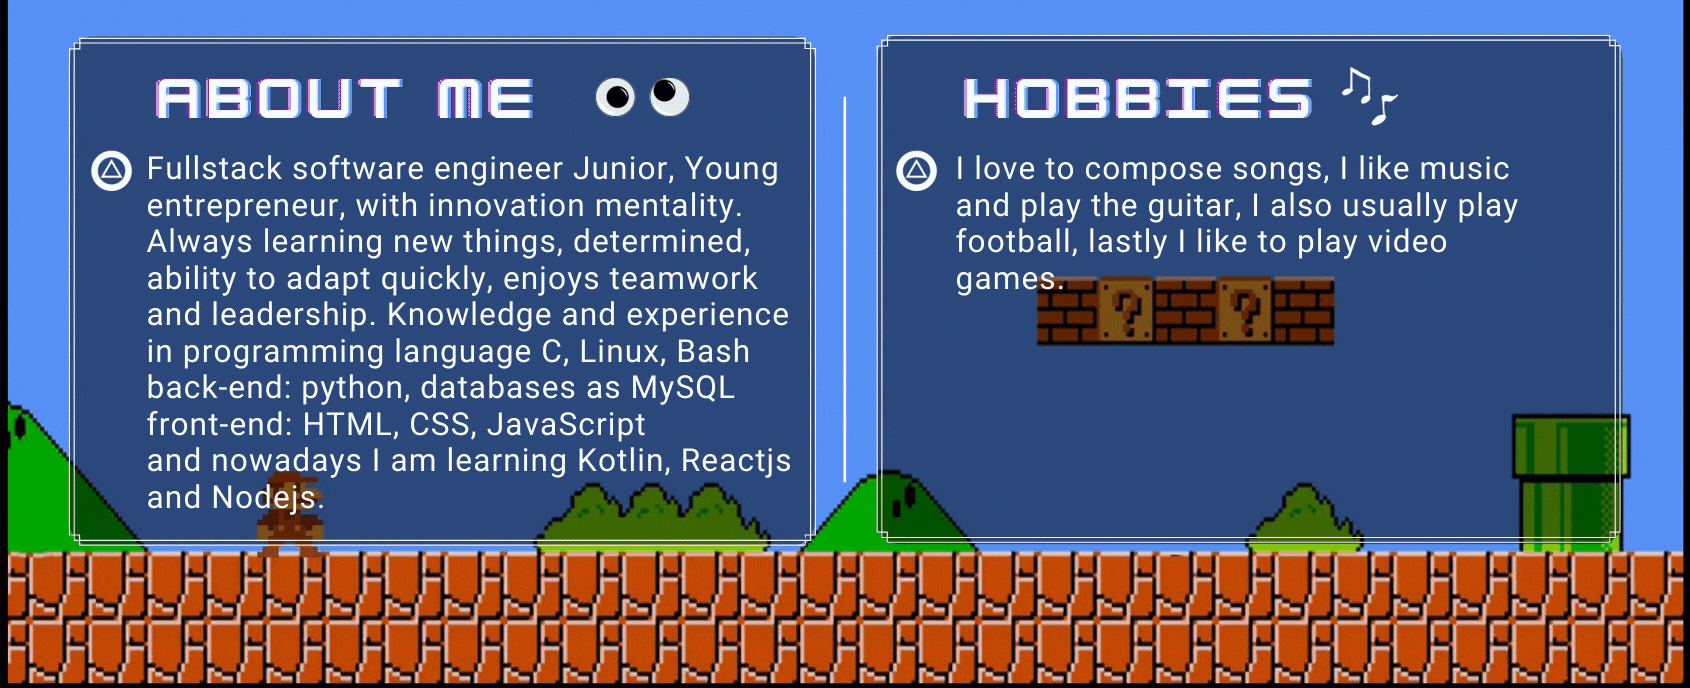 ABOUT ME
Fullstack software engineer Junior, Young
entrepreneur, with innovation mentality.
Always learning new things, determined,
ability to adapt quickly, enjoys teamwork
and leadership. Knowledge and experience
in programming language C, Linux, Bash
back-end: python, databases as MySQL
front-end: HTML, CSS, JavaScript
and nowadays I am learning Kotlin, Reactjs
and Nodejs.
HOBBIES
I love to compose songs, I like music
and play the guitar, I also usually play
football, lastly I like to play video
games.
? ?